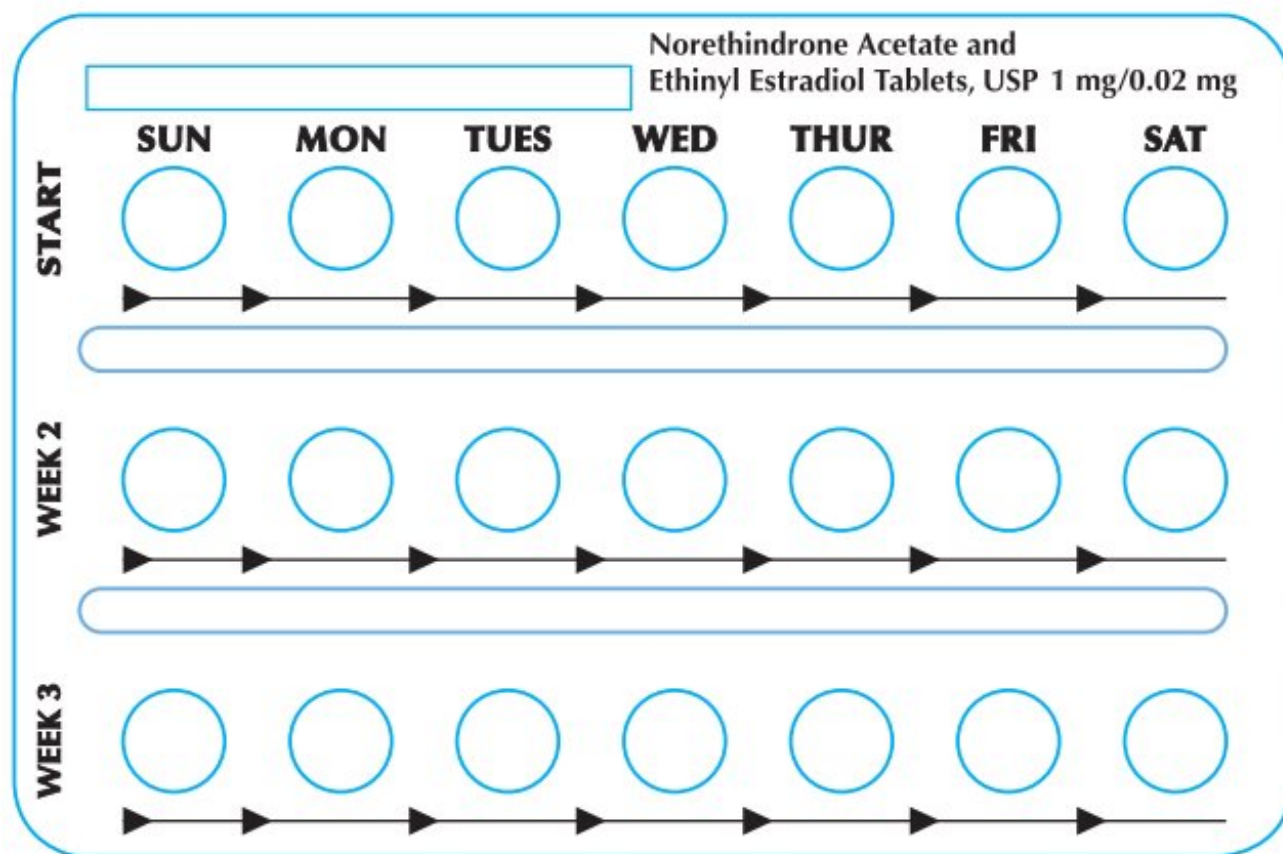 Norethindrone Acetate and
Ethinyl Estradiol Tablets, USP 1 mg/0.02 mg
SUN MON TUES WED THUR FRI SAT
START
WEEK 2
WEEK 3